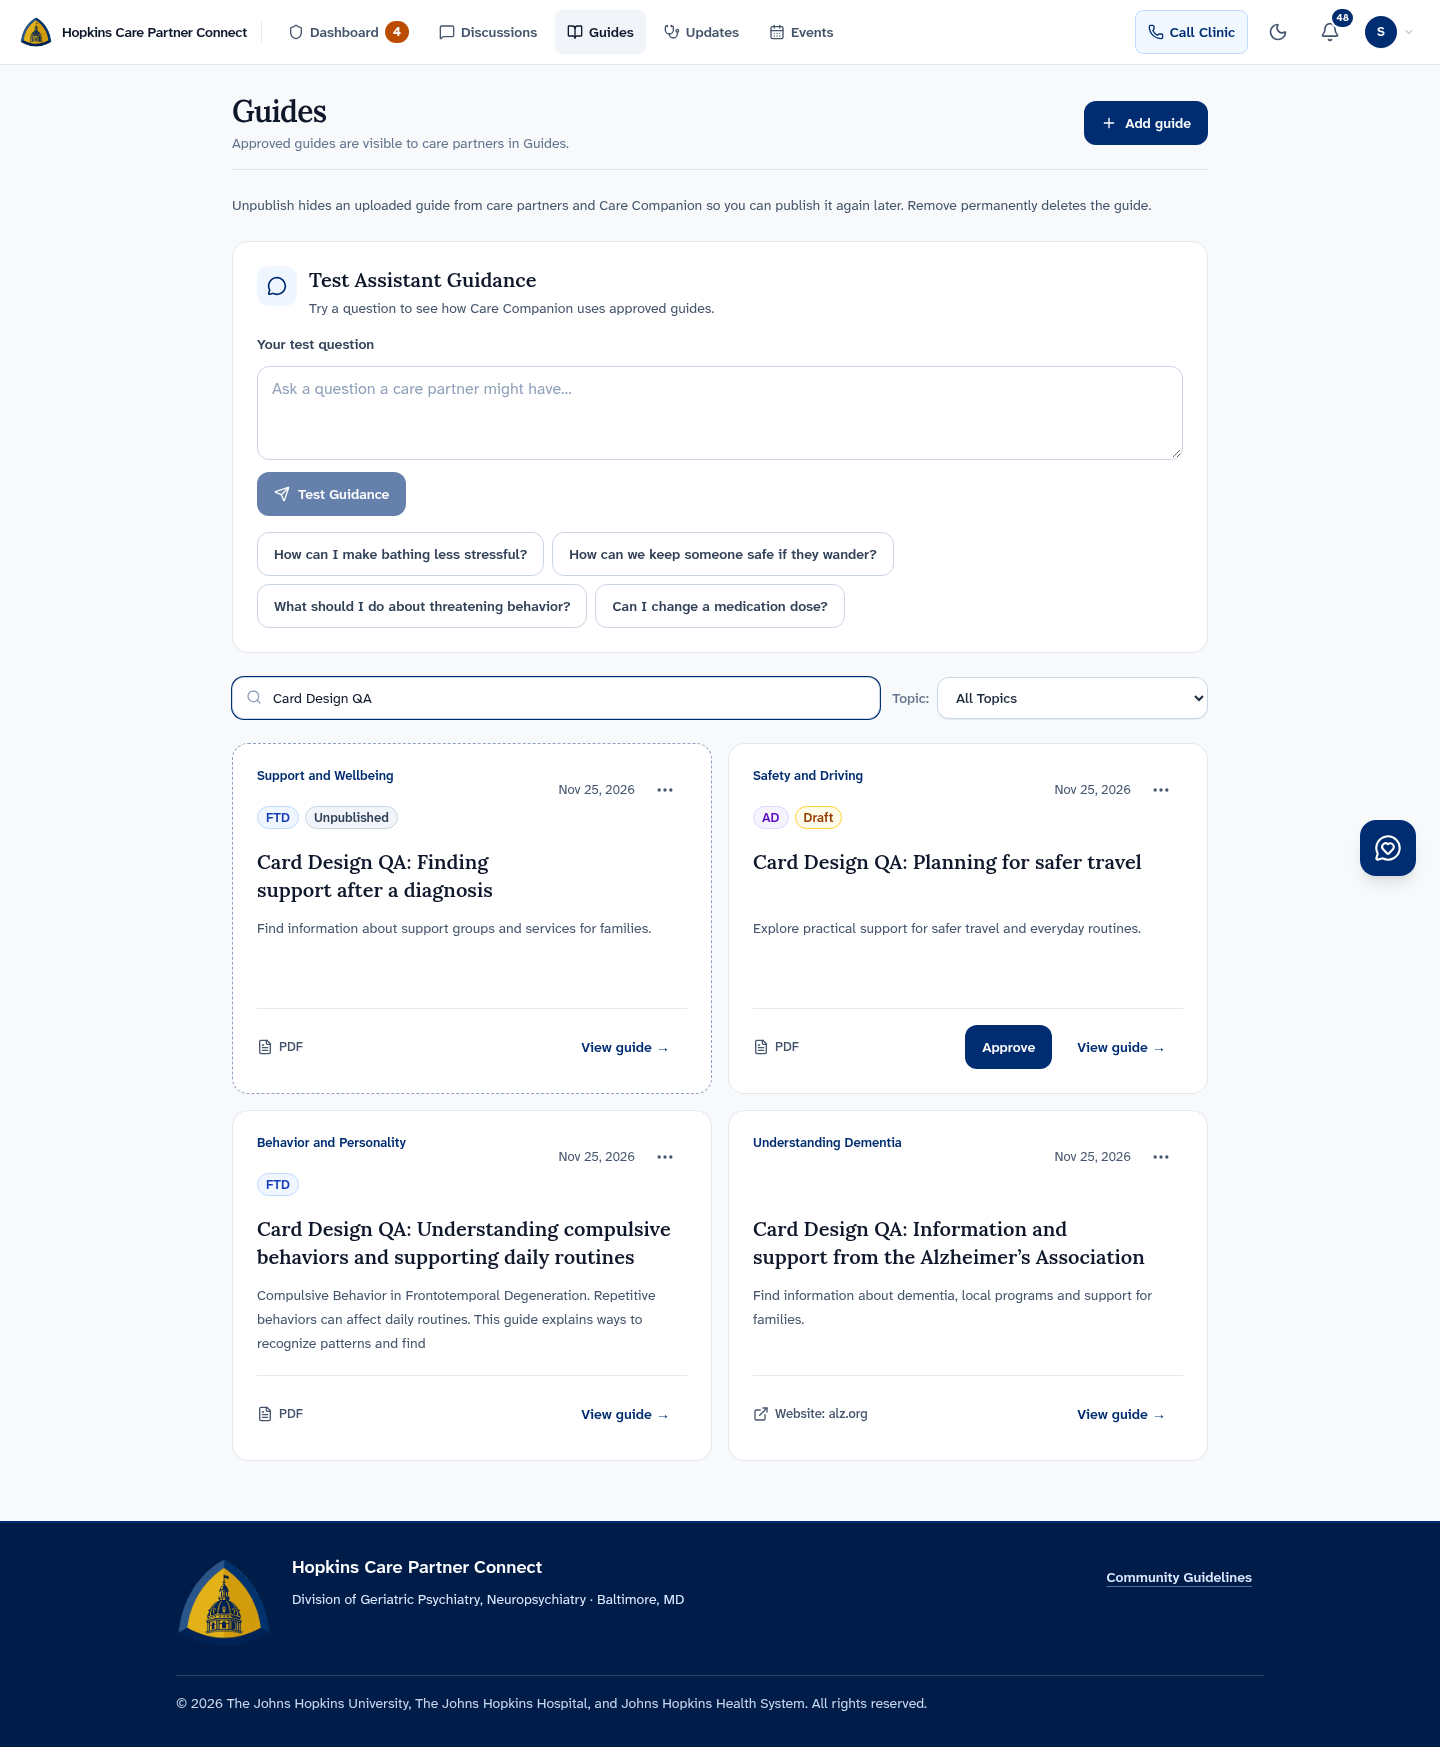 Hopkins Care Partner Connect
Dashboard 4
Discussions
Guides
Updates
Events
Call Clinic
48
S
Guides
Approved guides are visible to care partners in Guides.
Add guide
Unpublish hides an uploaded guide from care partners and Care Companion so you can publish it again later. Remove permanently deletes the guide.
Test Assistant Guidance
Try a question to see how Care Companion uses approved guides.
Your test question
Ask a question a care partner might have...
Test Guidance
How can I make bathing less stressful?
How can we keep someone safe if they wander?
What should I do about threatening behavior?
Can I change a medication dose?
Card Design QA
Topic:
All Topics
Support and Wellbeing
Nov 25, 2026
FTD
Unpublished
Card Design QA: Finding
support after a diagnosis
Find information about support groups and services for families.
PDF
View guide →
Safety and Driving
Nov 25, 2026
AD
Draft
Card Design QA: Planning for safer travel
Explore practical support for safer travel and everyday routines.
PDF
Approve
View guide →
Behavior and Personality
Nov 25, 2026
FTD
Card Design QA: Understanding compulsive
behaviors and supporting daily routines
Compulsive Behavior in Frontotemporal Degeneration. Repetitive
behaviors can affect daily routines. This guide explains ways to
recognize patterns and find
PDF
View guide →
Understanding Dementia
Nov 25, 2026
Card Design QA: Information and
support from the Alzheimer’s Association
Find information about dementia, local programs and support for
families.
Website: alz.org
View guide →
Hopkins Care Partner Connect
Division of Geriatric Psychiatry, Neuropsychiatry · Baltimore, MD
Community Guidelines
© 2026 The Johns Hopkins University, The Johns Hopkins Hospital, and Johns Hopkins Health System. All rights reserved.